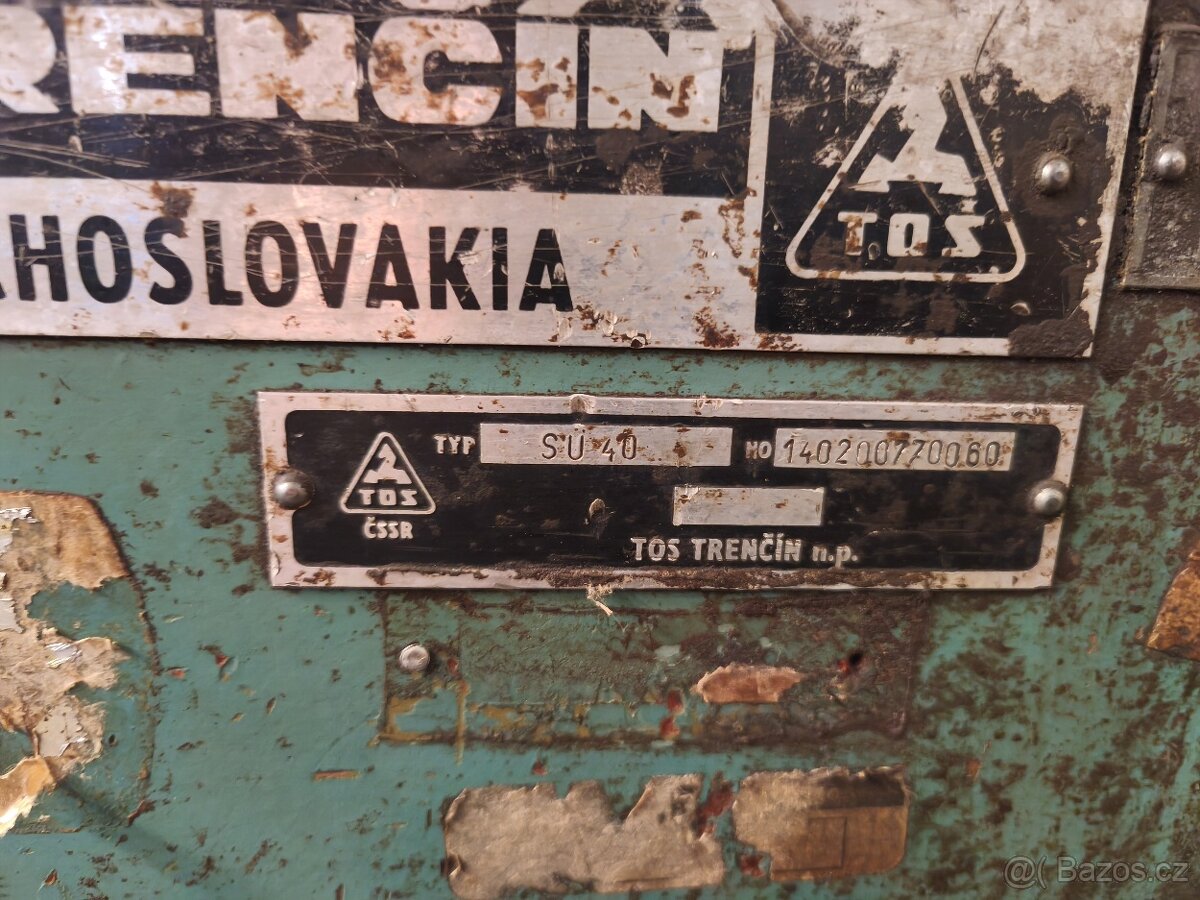 RENČÍN
AHOSLOVAKIA
TOS
TYP SU 40 NO 140200770060
TOS
ČSSR
TOS TRENČÍN n.p.
@( Bazos.cz